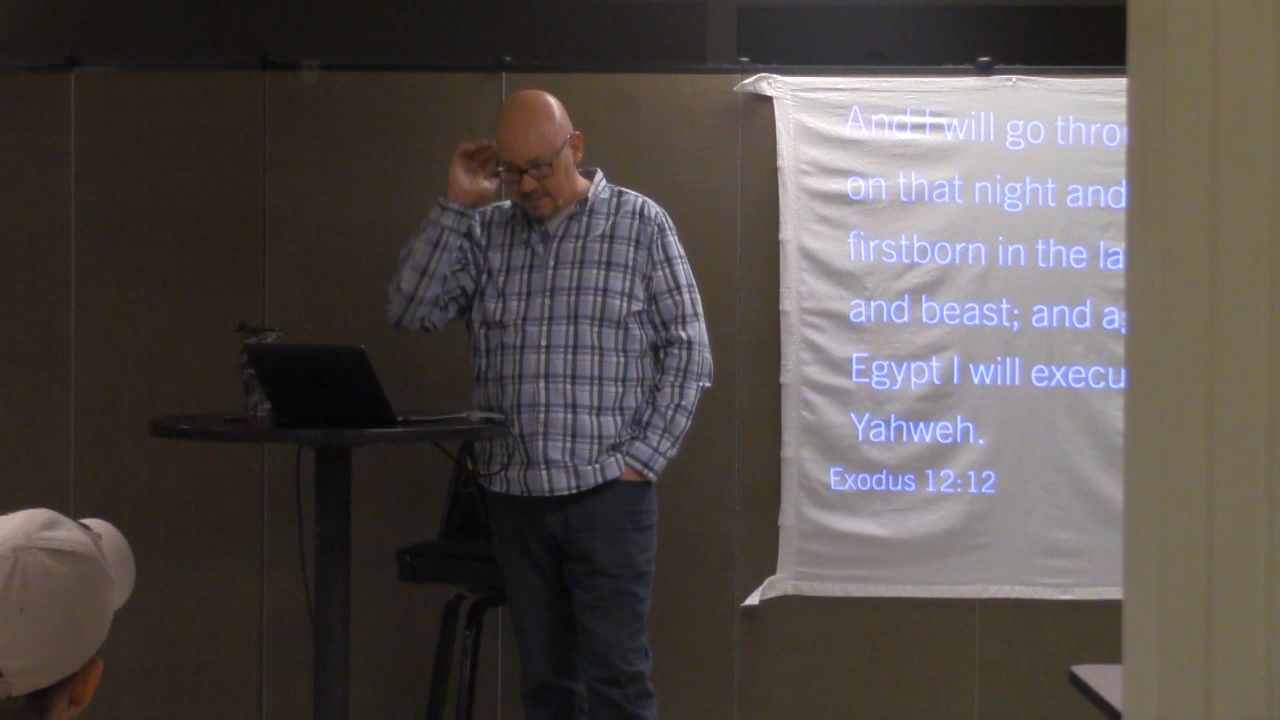 And I will go thro
on that night and
firstborn in the la
and beast; and a
Egypt I will execu
Yahweh.
Exodus 12:12